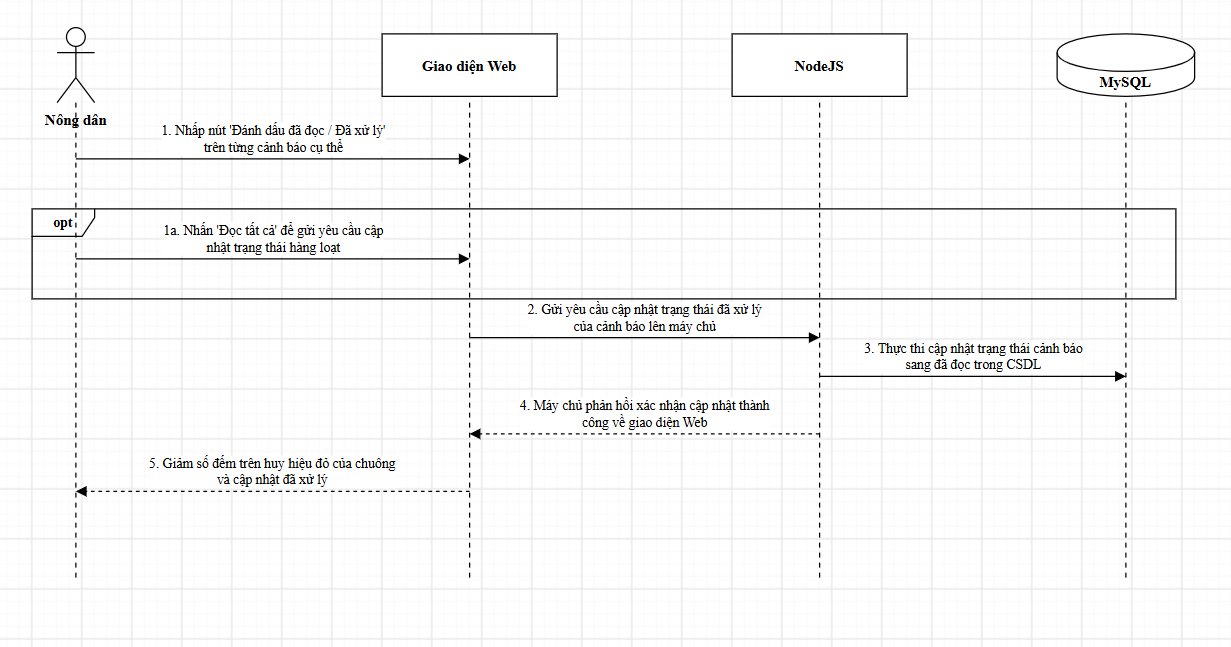 Giao diện Web
NodeJS
MySQL
Nông dân
1. Nhấp nút 'Đánh dấu đã đọc / Đã xử lý'
trên từng cảnh báo cụ thể
opt
1a. Nhấn 'Đọc tất cả' để gửi yêu cầu cập
nhật trạng thái hàng loạt
2. Gửi yêu cầu cập nhật trạng thái đã xử lý
của cảnh báo lên máy chủ
3. Thực thi cập nhật trạng thái cảnh báo
sang đã đọc trong CSDL
4. Máy chủ phản hồi xác nhận cập nhật thành
công về giao diện Web
5. Giảm số đếm trên huy hiệu đỏ của chuông
và cập nhật đã xử lý